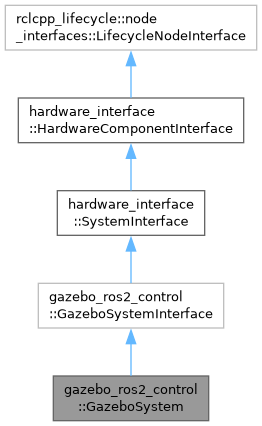 rclcpp_lifecycle::node
_interfaces::LifecycleNodeInterface
hardware_interface
::HardwareComponentInterface
hardware_interface
::SystemInterface
gazebo_ros2_control
::GazeboSystemInterface
gazebo_ros2_control
::GazeboSystem